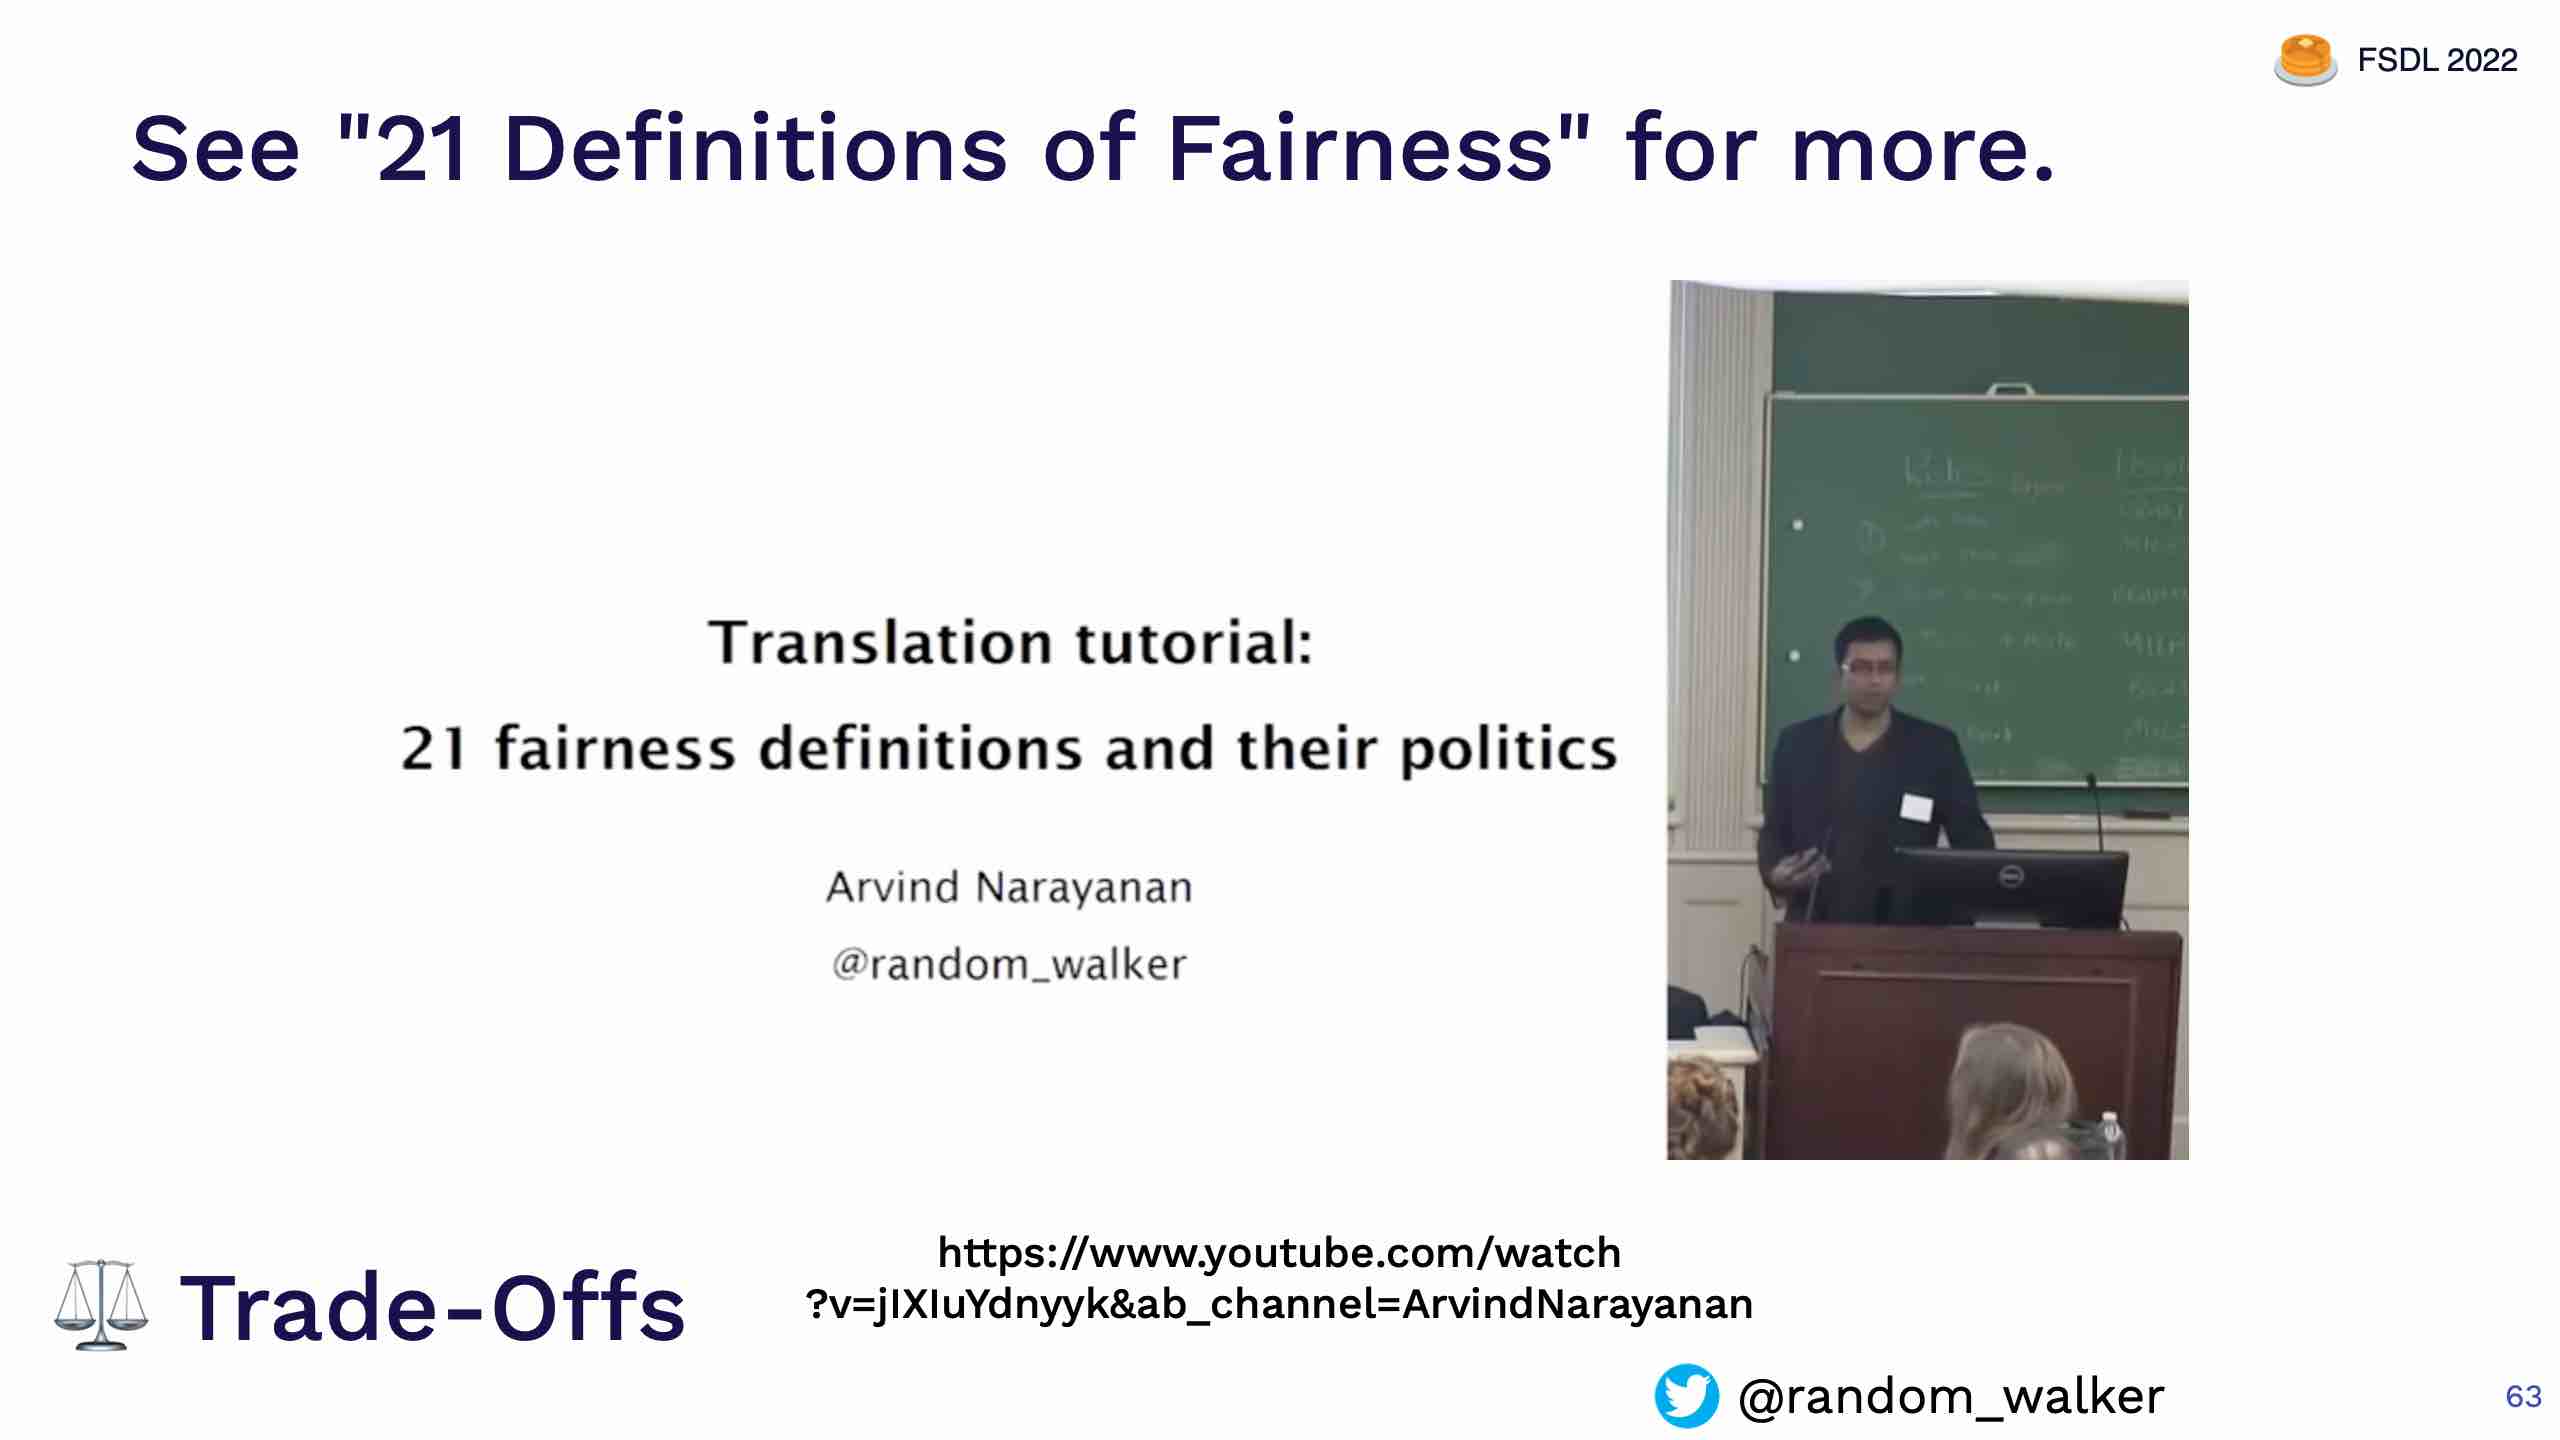 FSDL 2022
See "21 Definitions of Fairness" for more.
Translation tutorial:
21 fairness definitions and their politics
Arvind Narayanan
@random_walker
Trade-Offs
https://www.youtube.com/watch
?v=jIXIuYdnyyk&ab_channel=ArvindNarayanan
@random_walker
63